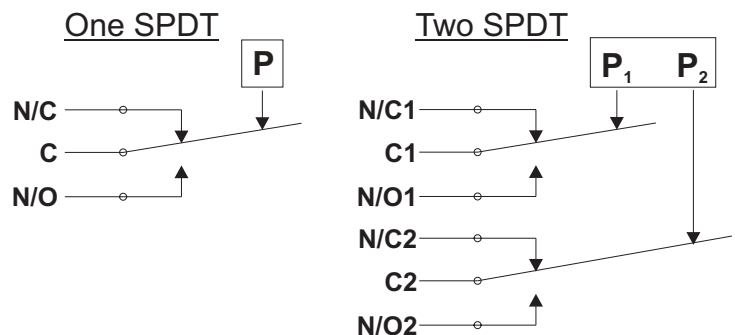 One SPDT
P
N/C
C
N/O
Two SPDT
P₁ P₂
N/C1
C1
N/O1
N/C2
C2
N/O2